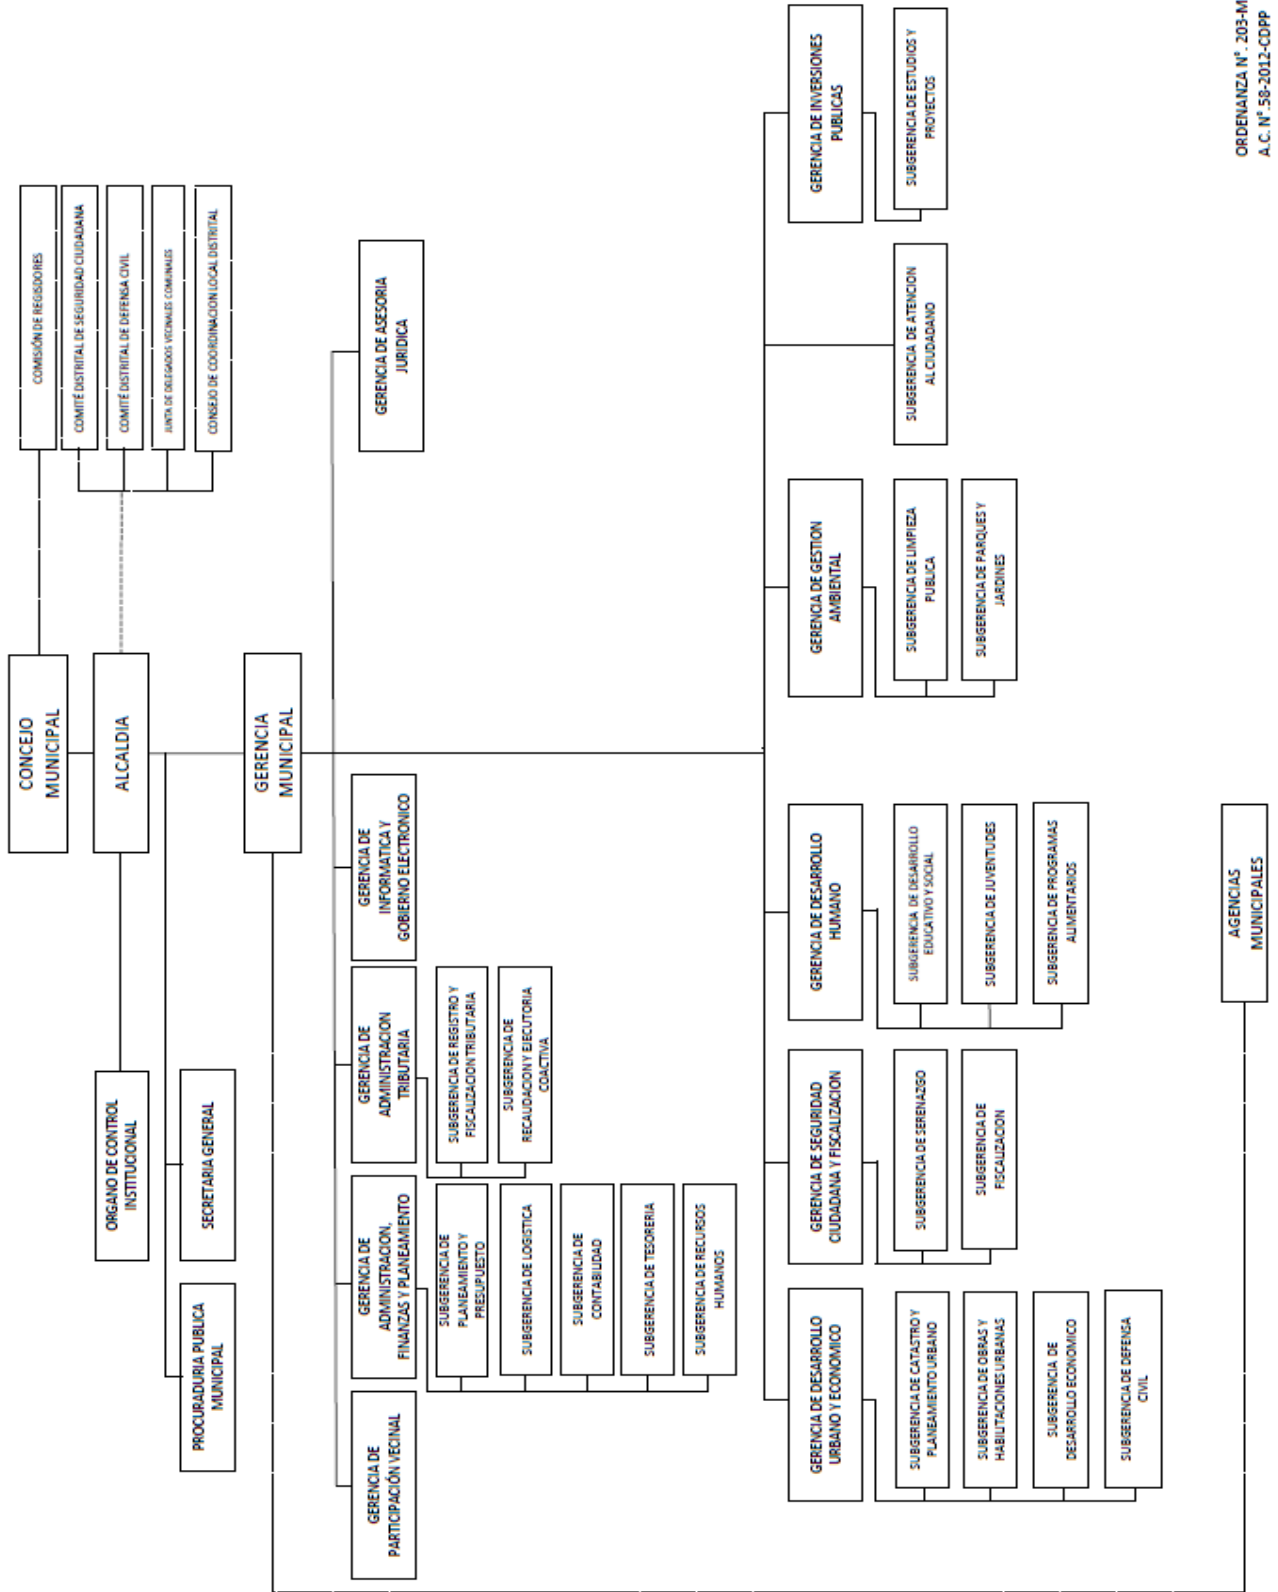 CONCEJO
MUNICIPAL
COMISIÓN DE REGISDORES
ALCALDIA
COMITÉ DISTRITAL DE SEGURIDAD CIUDADANA
COMITÉ DISTRITAL DE DEFENSA CIVIL
JUNTA DE DELEGADOS VECINALES COMUNALES
CONSEJO DE COORDINACION LOCAL DISTRITAL
ORGANO DE CONTROL
INSTITUCIONAL
PROCURADURIA PUBLICA
MUNICIPAL
SECRETARIA GENERAL
GERENCIA
MUNICIPAL
GERENCIA DE
PARTICIPACIÓN VECINAL
GERENCIA DE
ADMINISTRACION,
FINANZAS Y PLANEAMIENTO
SUBGERENCIA DE
PLANEAMIENTO Y
PRESUPUESTO
SUBGERENCIA DE LOGISTICA
SUBGERENCIA DE
CONTABILIDAD
SUBGERENCIA DE TESORERIA
SUBGERENCIA DE RECURSOS
HUMANOS
GERENCIA DE
ADMINISTRACION
TRIBUTARIA
SUBGERENCIA DE REGISTRO Y
FISCALIZACION TRIBUTARIA
SUBGERENCIA DE
RECAUDACION Y EJECUTORIA
COACTIVA
GERENCIA DE
INFORMATICA Y
GOBIERNO ELECTRONICO
GERENCIA DE ASESORIA
JURIDICA
GERENCIA DE DESARROLLO
URBANO Y ECONOMICO
SUBGERENCIA DE CATASTRO Y
PLANEAMIENTO URBANO
SUBGERENCIA DE OBRAS Y
HABILITACIONES URBANAS
SUBGERENCIA DE
DESARROLLO ECONOMICO
SUBGERENCIA DE DEFENSA
CIVIL
GERENCIA DE SEGURIDAD
CIUDADANA Y FISCALIZACION
SUBGERENCIA DE SERENAZGO
SUBGERENCIA DE
FISCALIZACION
GERENCIA DE DESARROLLO
HUMANO
SUBGERENCIA DE DESARROLLO
EDUCATIVO Y SOCIAL
SUBGERENCIA DE JUVENTUDES
SUBGERENCIA DE PROGRAMAS
ALIMENTARIOS
GERENCIA DE GESTION
AMBIENTAL
SUBGERENCIA DE LIMPIEZA
PUBLICA
SUBGERENCIA DE PARQUES Y
JARDINES
SUBGERENCIA DE ATENCION
AL CIUDADANO
GERENCIA DE INVERSIONES
PUBLICAS
SUBGERENCIA DE ESTUDIOS Y
PROYECTOS
AGENCIAS
MUNICIPALES
ORDENANZA N°. 203-M
A.C. N°.58-2012-CDPP